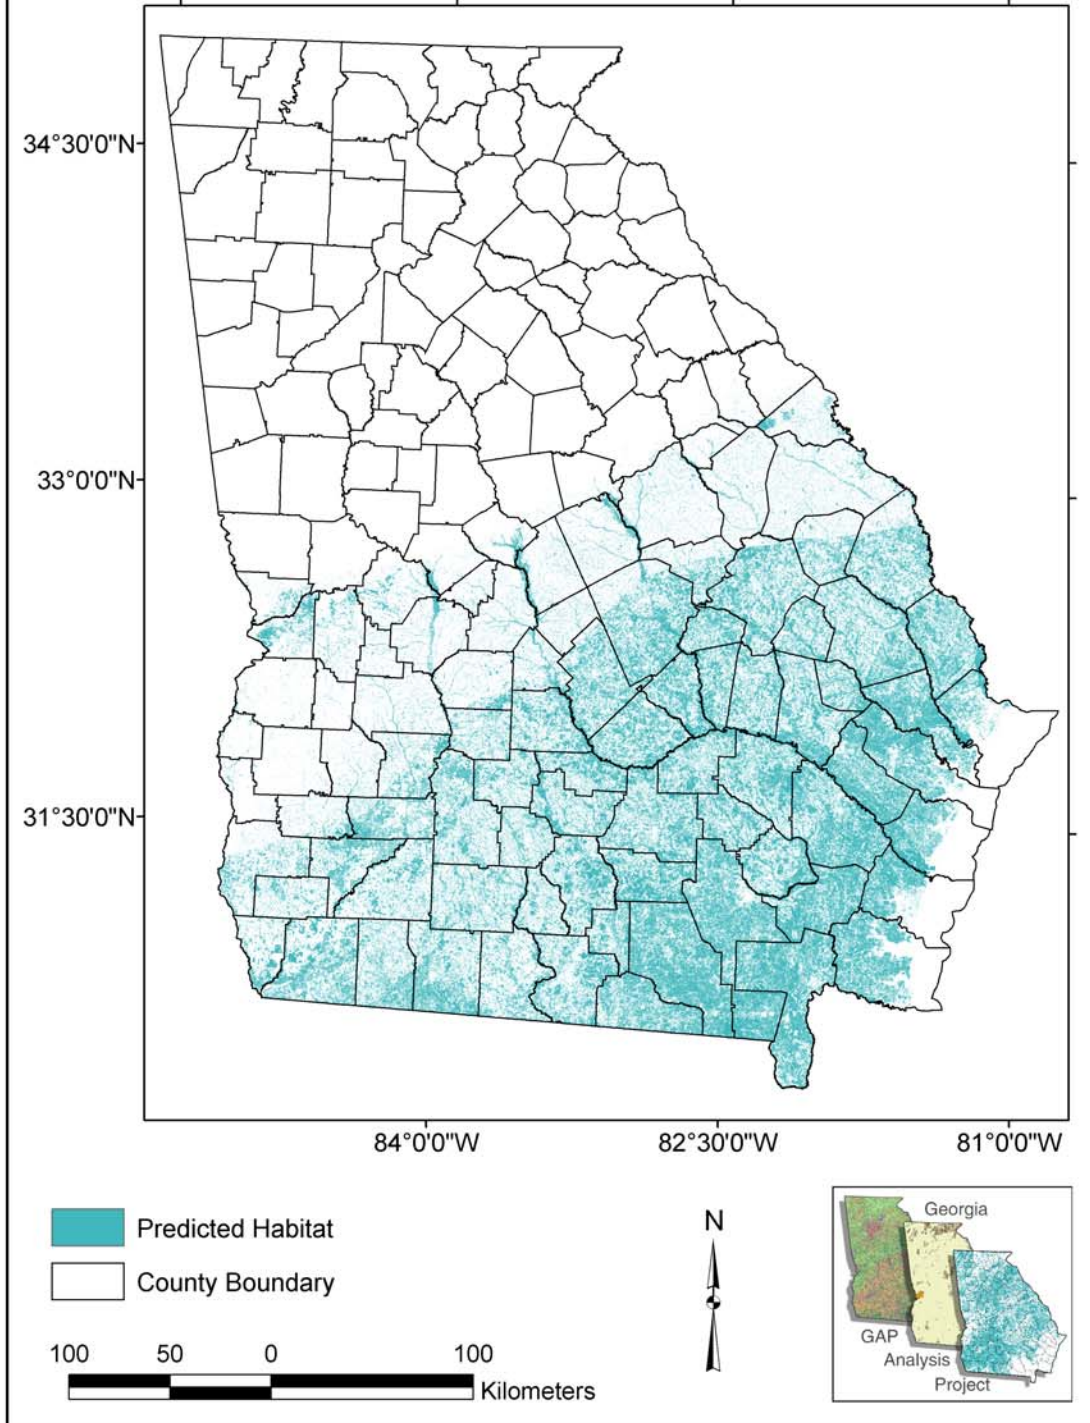 34°30'0"N
33°0'0"N
31°30'0"N
84°0'0"W 82°30'0"W 81°0'0"W
Predicted Habitat
County Boundary
100 50 0 100
Kilometers
N
Georgia
GAP
Analysis
Project